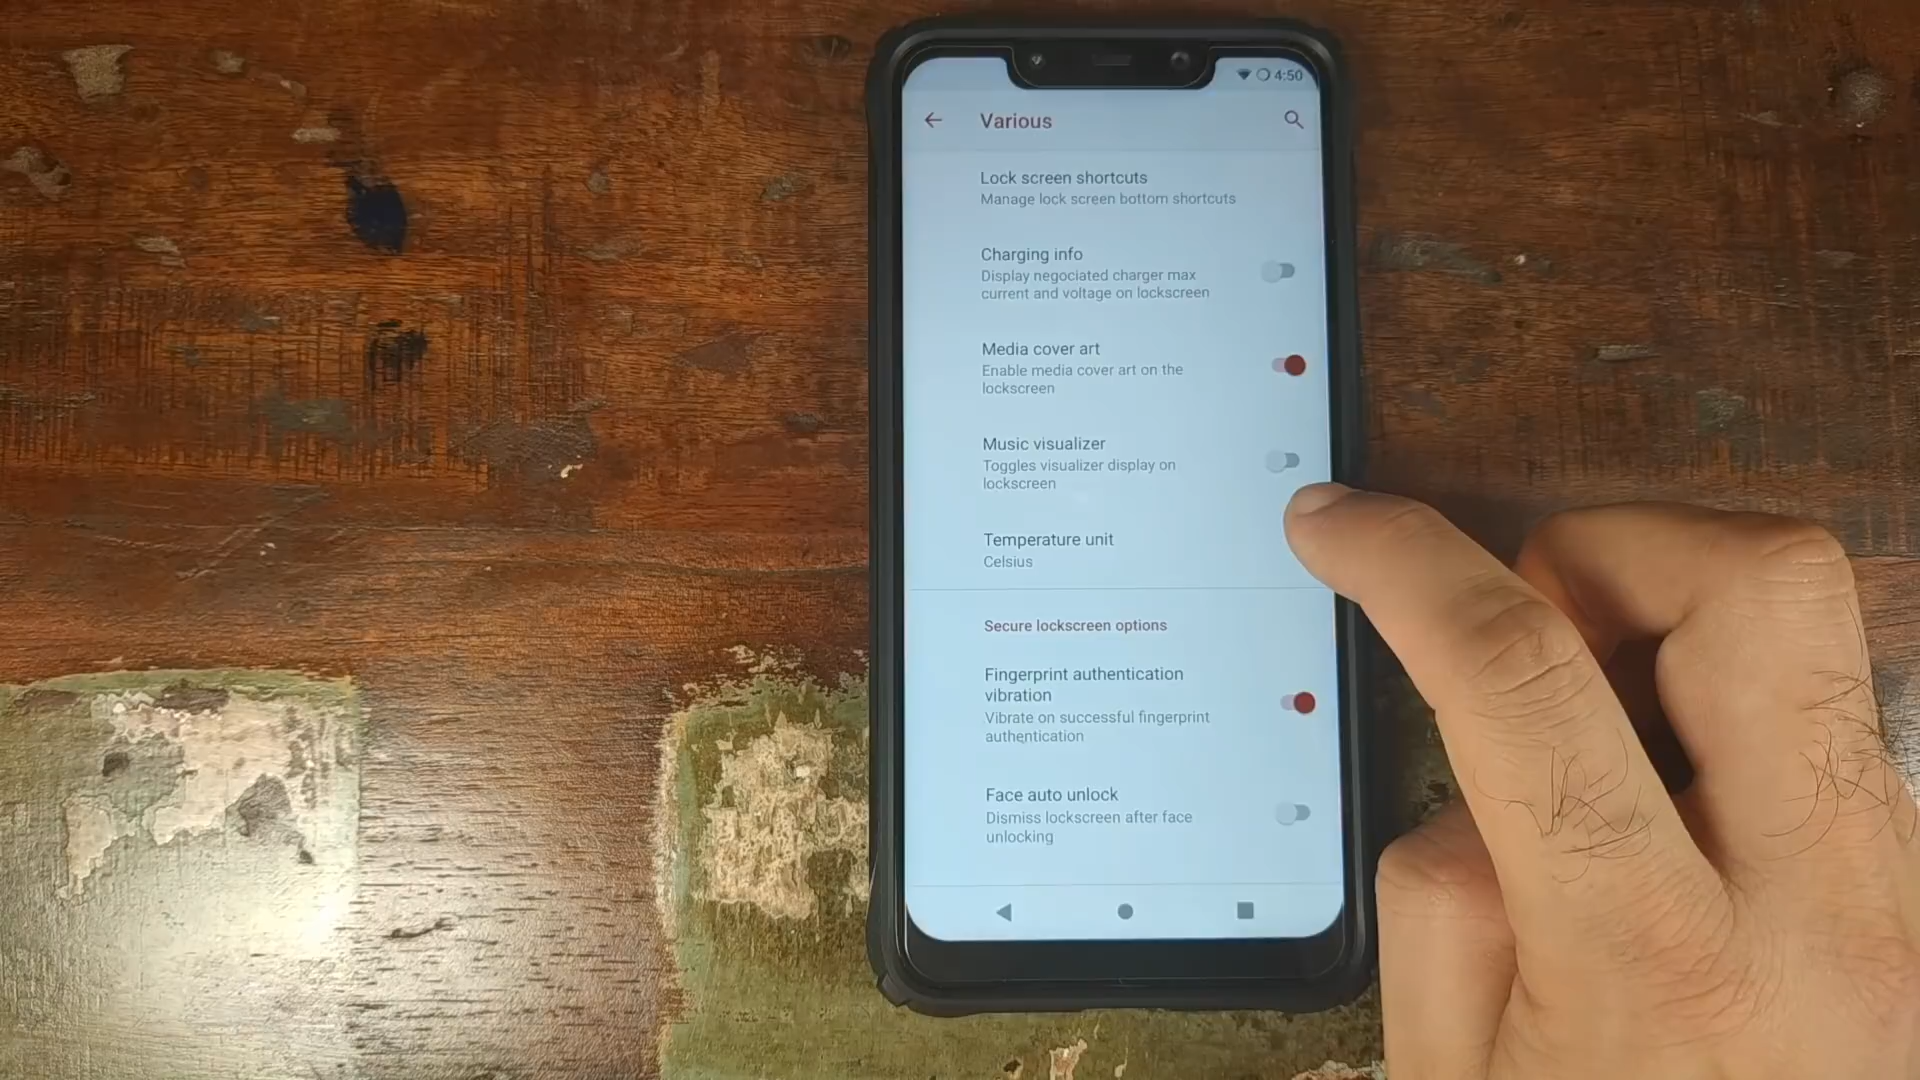 4:50
Various
Lock screen shortcuts
Manage lock screen bottom shortcuts
Charging info
Display negociated charger max
current and voltage on lockscreen
Media cover art
Enable media cover art on the
lockscreen
Music visualizer
Toggles visualizer display on
lockscreen
Temperature unit
Celsius
Secure lockscreen options
Fingerprint authentication
vibration
Vibrate on successful fingerprint
authentication
Face auto unlock
Dismiss lockscreen after face
unlocking